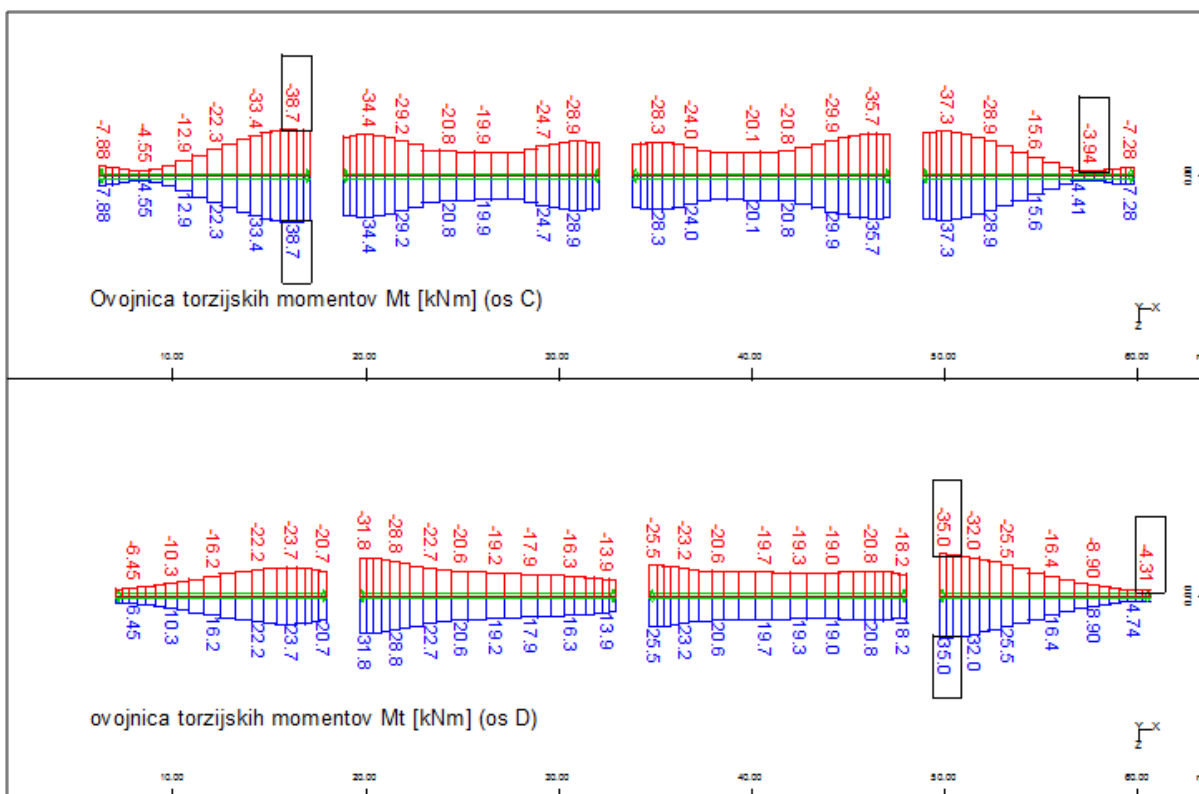 -7.88 -4.55 -12.9 -22.3 -33.4 -38.7 -34.4 -29.2 -20.8 -19.9 -24.7 -28.9 -28.3 -24.0 -20.1 -20.8 -29.9 -35.7 -37.3 -28.9 -15.6 -3.94 -7.28
7.88 4.55 12.9 22.3 33.4 38.7 34.4 29.2 20.8 19.9 24.7 28.9 28.3 24.0 20.1 20.8 29.9 35.7 37.3 28.9 15.6 4.41 7.28
Ovojnica torzijskih momentov Mt [kNm] (os C)
Y X
Z
10.00 20.00 30.00 40.00 50.00 60.00
-6.45 -10.3 -16.2 -22.2 -23.7 -20.7 -31.8 -28.8 -22.7 -20.6 -19.2 -17.9 -16.3 -13.9 -25.5 -23.2 -20.6 -19.7 -19.3 -19.0 -20.8 -18.2 -35.0 -32.0 -25.5 -16.4 -8.90 -4.31
6.45 10.3 16.2 22.2 23.7 20.7 31.8 28.8 22.7 20.6 19.2 17.9 16.3 13.9 25.5 23.2 20.6 19.7 19.3 19.0 20.8 18.2 35.0 32.0 25.5 16.4 8.90 4.74
ovojnica torzijskih momentov Mt [kNm] (os D)
Y X
Z
10.00 20.00 30.00 40.00 50.00 60.00